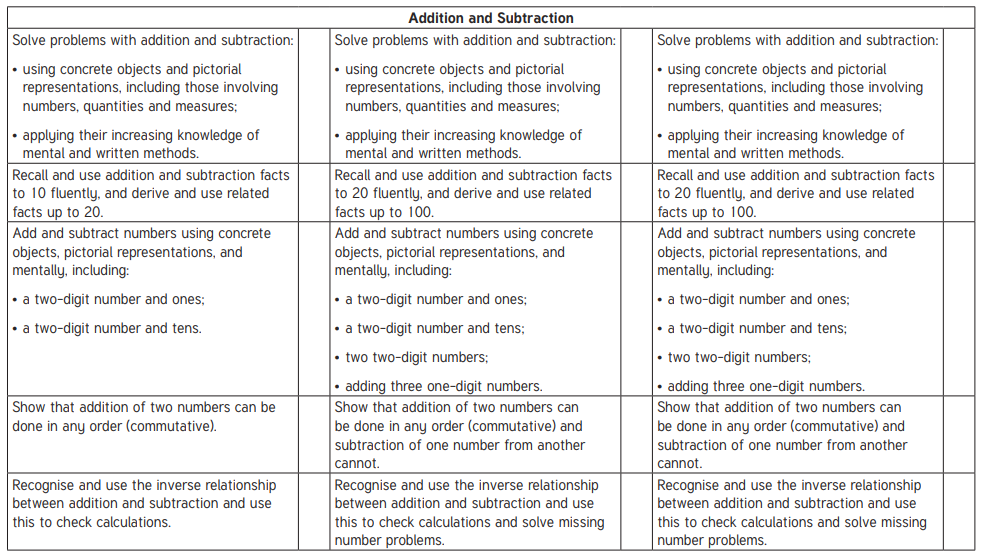 Addition and Subtraction
Solve problems with addition and subtraction:
• using concrete objects and pictorial
representations, including those involving
numbers, quantities and measures;
• applying their increasing knowledge of
mental and written methods.
Solve problems with addition and subtraction:
• using concrete objects and pictorial
representations, including those involving
numbers, quantities and measures;
• applying their increasing knowledge of
mental and written methods.
Solve problems with addition and subtraction:
• using concrete objects and pictorial
representations, including those involving
numbers, quantities and measures;
• applying their increasing knowledge of
mental and written methods.
Recall and use addition and subtraction facts
to 10 fluently, and derive and use related
facts up to 20.
Recall and use addition and subtraction facts
to 20 fluently, and derive and use related
facts up to 100.
Recall and use addition and subtraction facts
to 20 fluently, and derive and use related
facts up to 100.
Add and subtract numbers using concrete
objects, pictorial representations, and
mentally, including:
• a two-digit number and ones;
• a two-digit number and tens.
Add and subtract numbers using concrete
objects, pictorial representations, and
mentally, including:
• a two-digit number and ones;
• a two-digit number and tens;
• two two-digit numbers;
• adding three one-digit numbers.
Add and subtract numbers using concrete
objects, pictorial representations, and
mentally, including:
• a two-digit number and ones;
• a two-digit number and tens;
• two two-digit numbers;
• adding three one-digit numbers.
Show that addition of two numbers can be
done in any order (commutative).
Show that addition of two numbers can
be done in any order (commutative) and
subtraction of one number from another
cannot.
Show that addition of two numbers can
be done in any order (commutative) and
subtraction of one number from another
cannot.
Recognise and use the inverse relationship
between addition and subtraction and use
this to check calculations.
Recognise and use the inverse relationship
between addition and subtraction and use
this to check calculations and solve missing
number problems.
Recognise and use the inverse relationship
between addition and subtraction and use
this to check calculations and solve missing
number problems.